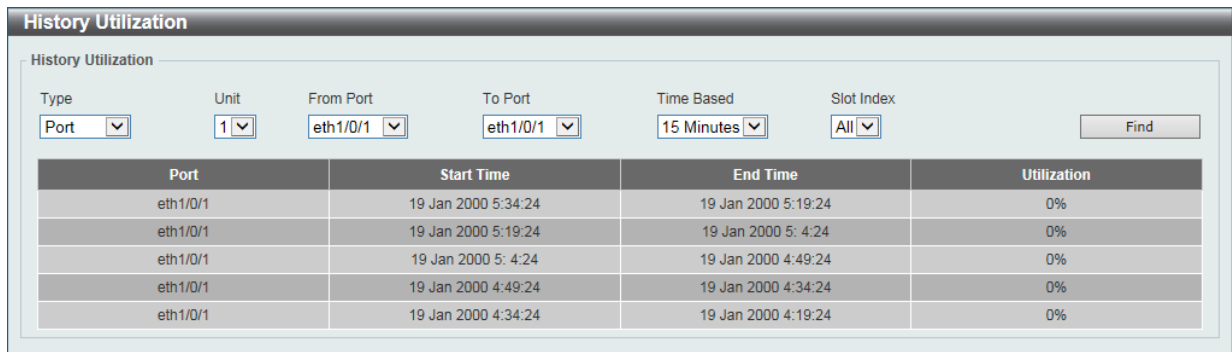 History Utilization
History Utilization
Type Unit From Port To Port Time Based Slot Index
Port 1 eth1/0/1 eth1/0/1 15 Minutes All Find
Port Start Time End Time Utilization
eth1/0/1 19 Jan 2000 5:34:24 19 Jan 2000 5:19:24 0%
eth1/0/1 19 Jan 2000 5:19:24 19 Jan 2000 5: 4:24 0%
eth1/0/1 19 Jan 2000 5: 4:24 19 Jan 2000 4:49:24 0%
eth1/0/1 19 Jan 2000 4:49:24 19 Jan 2000 4:34:24 0%
eth1/0/1 19 Jan 2000 4:34:24 19 Jan 2000 4:19:24 0%